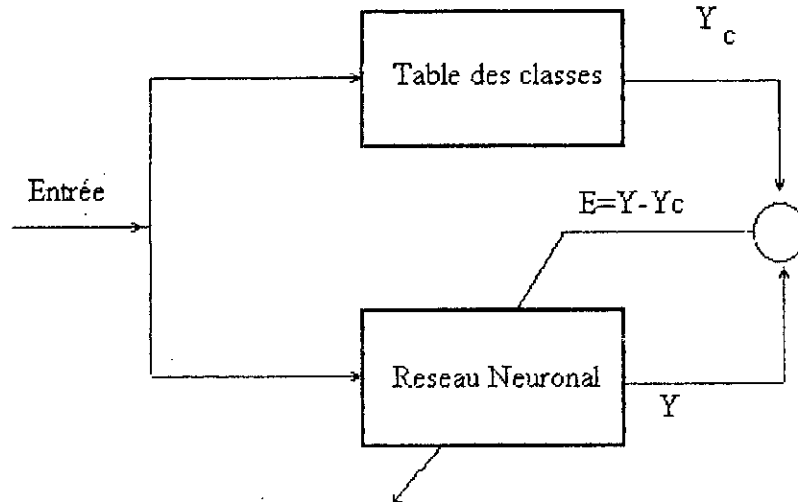 Y c
Table des classes
Entrée
E=Y-Yc
Reseau Neuronal
Y